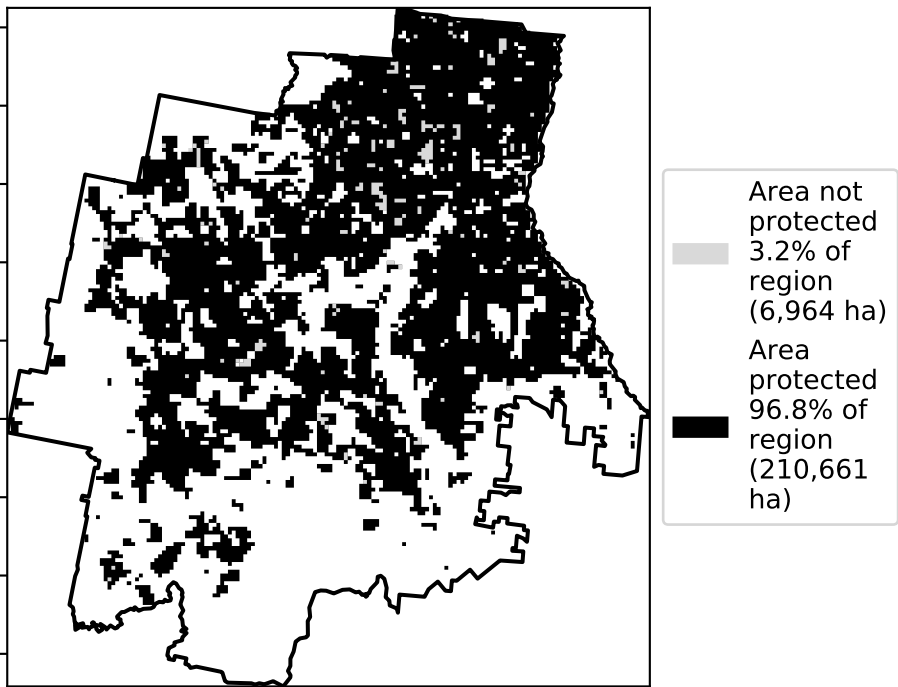 Area not
protected
3.2% of
region
(6,964 ha)
Area
protected
96.8% of
region
(210,661
ha)